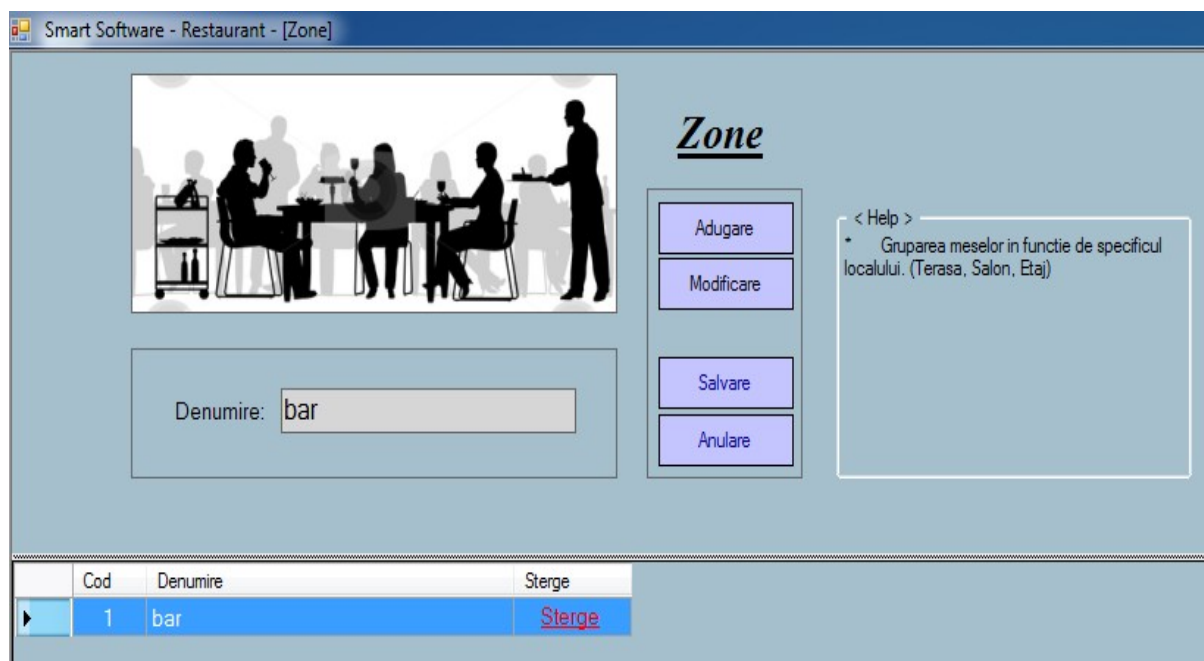 Smart Software - Restaurant - [Zone]
Zone
Adugare
Modificare
Salvare
Anulare
< Help >
* Gruparea meselor in functie de specificul
localului. (Terasa, Salon, Etaj)
Denumire: bar
Cod Denumire Sterge
1 bar Sterge